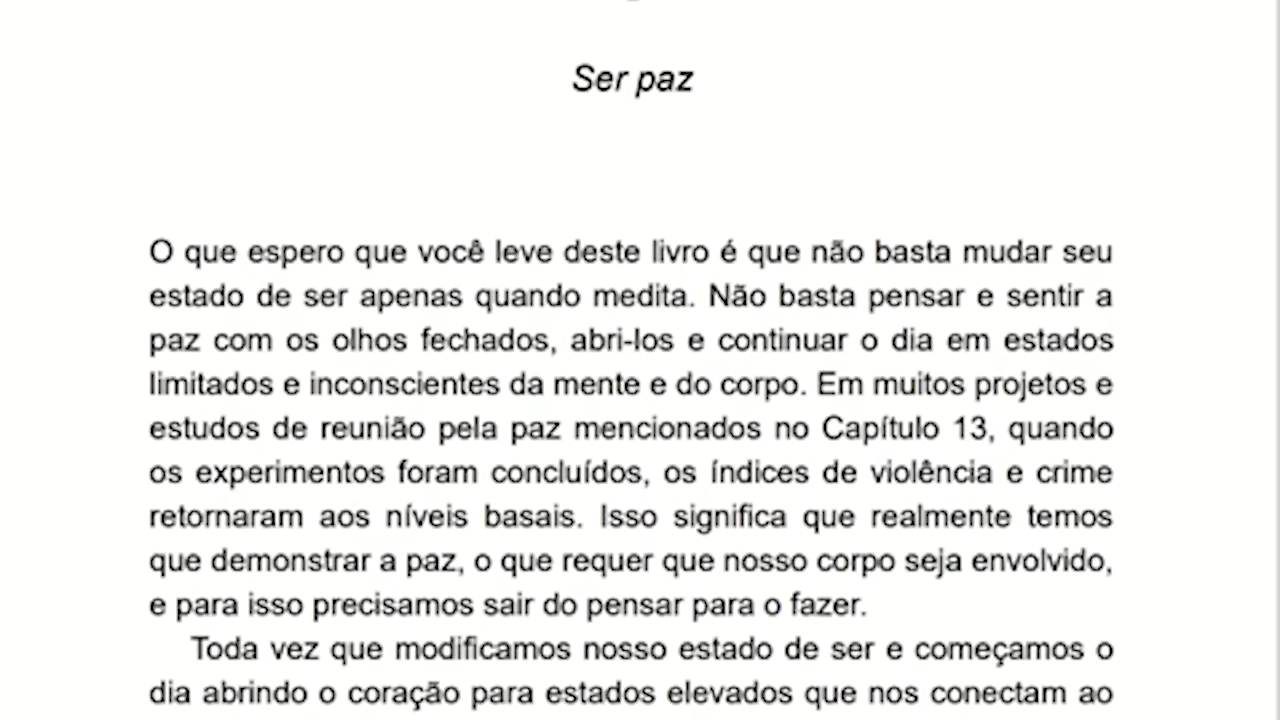 Ser paz
O que espero que você leve deste livro é que não basta mudar seu
estado de ser apenas quando medita. Não basta pensar e sentir a
paz com os olhos fechados, abri-los e continuar o dia em estados
limitados e inconscientes da mente e do corpo. Em muitos projetos e
estudos de reunião pela paz mencionados no Capítulo 13, quando
os experimentos foram concluídos, os índices de violência e crime
retornaram aos níveis basais. Isso significa que realmente temos
que demonstrar a paz, o que requer que nosso corpo seja envolvido,
e para isso precisamos sair do pensar para o fazer.
Toda vez que modificamos nosso estado de ser e começamos o
dia abrindo o coração para estados elevados que nos conectam ao